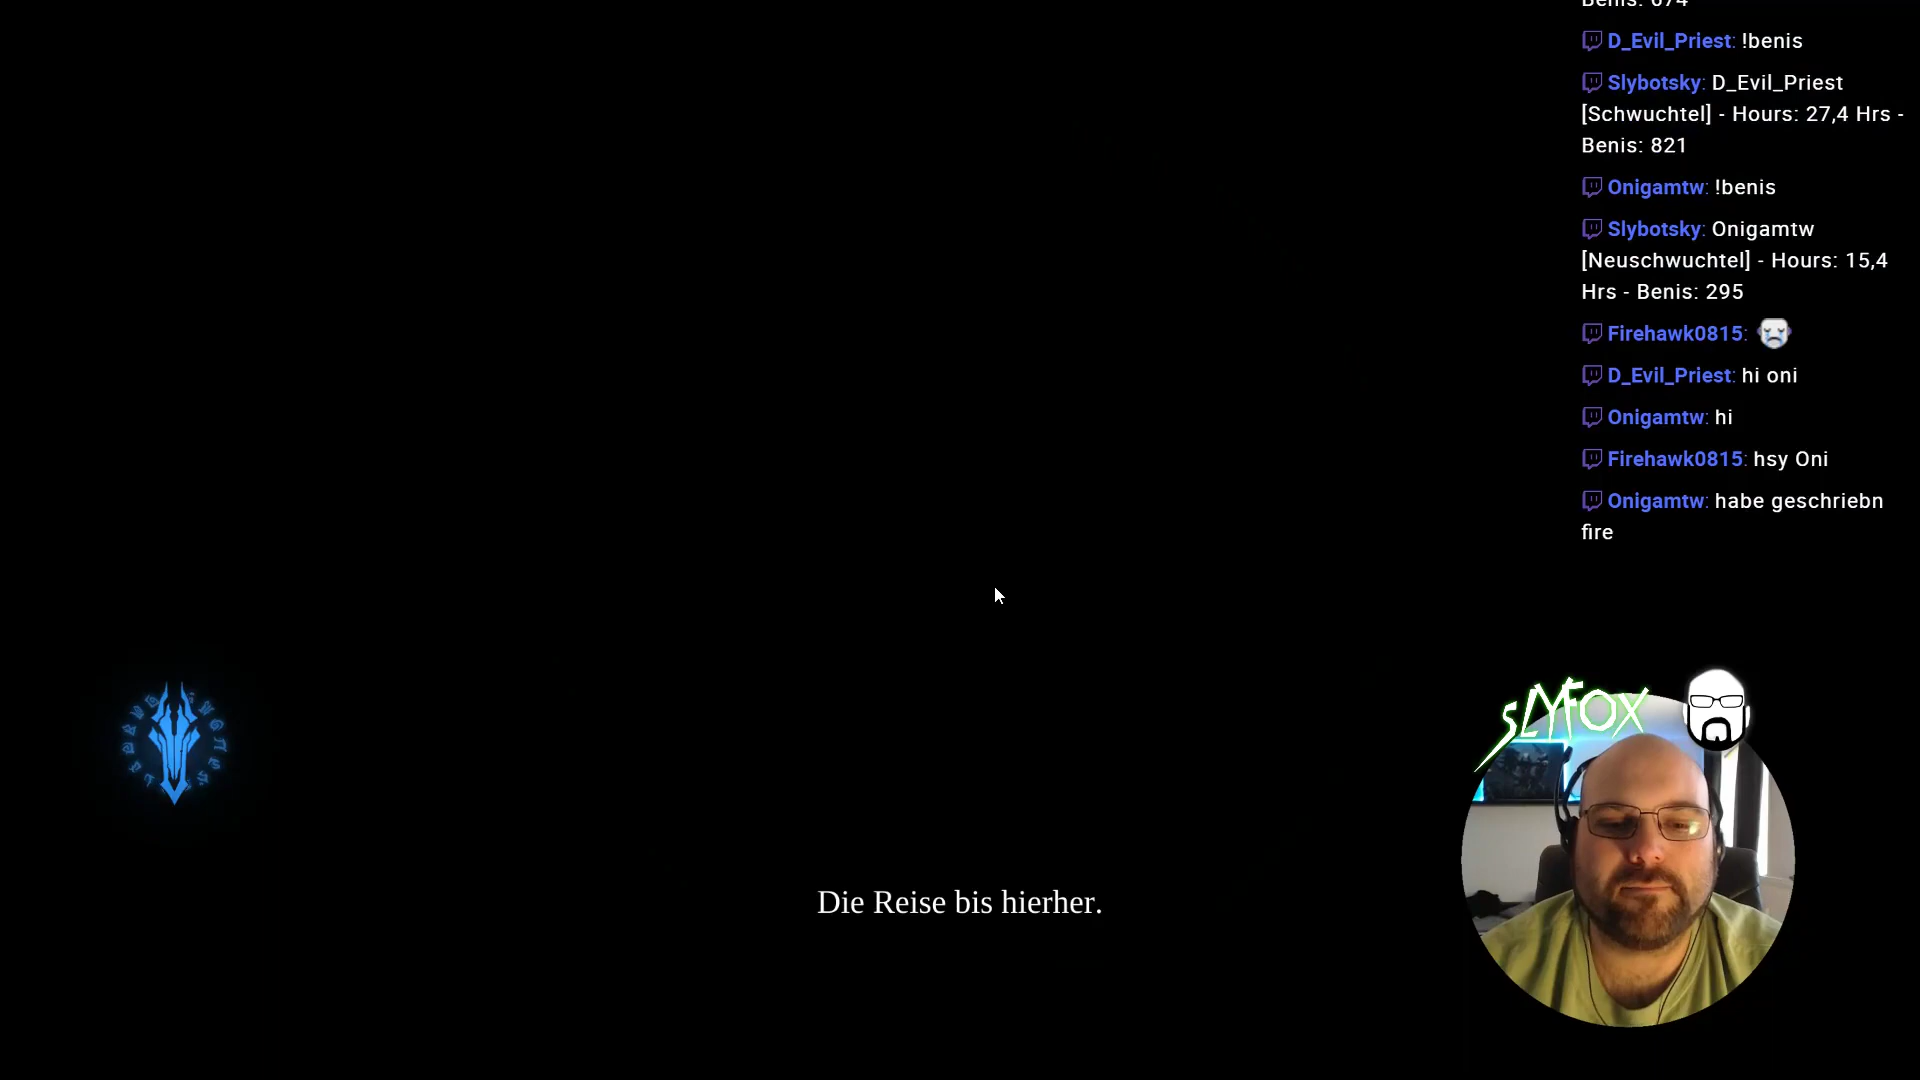 Benis: 674
D_Evil_Priest: !benis
Slybotsky: D_Evil_Priest
[Schwuchtel] - Hours: 27,4 Hrs -
Benis: 821
Onigamtw: !benis
Slybotsky: Onigamtw
[Neuschwuchtel] - Hours: 15,4
Hrs - Benis: 295
Firehawk0815:
D_Evil_Priest: hi oni
Onigamtw: hi
Firehawk0815: hsy Oni
Onigamtw: habe geschriebn
fire
SLYFOX
Die Reise bis hierher.